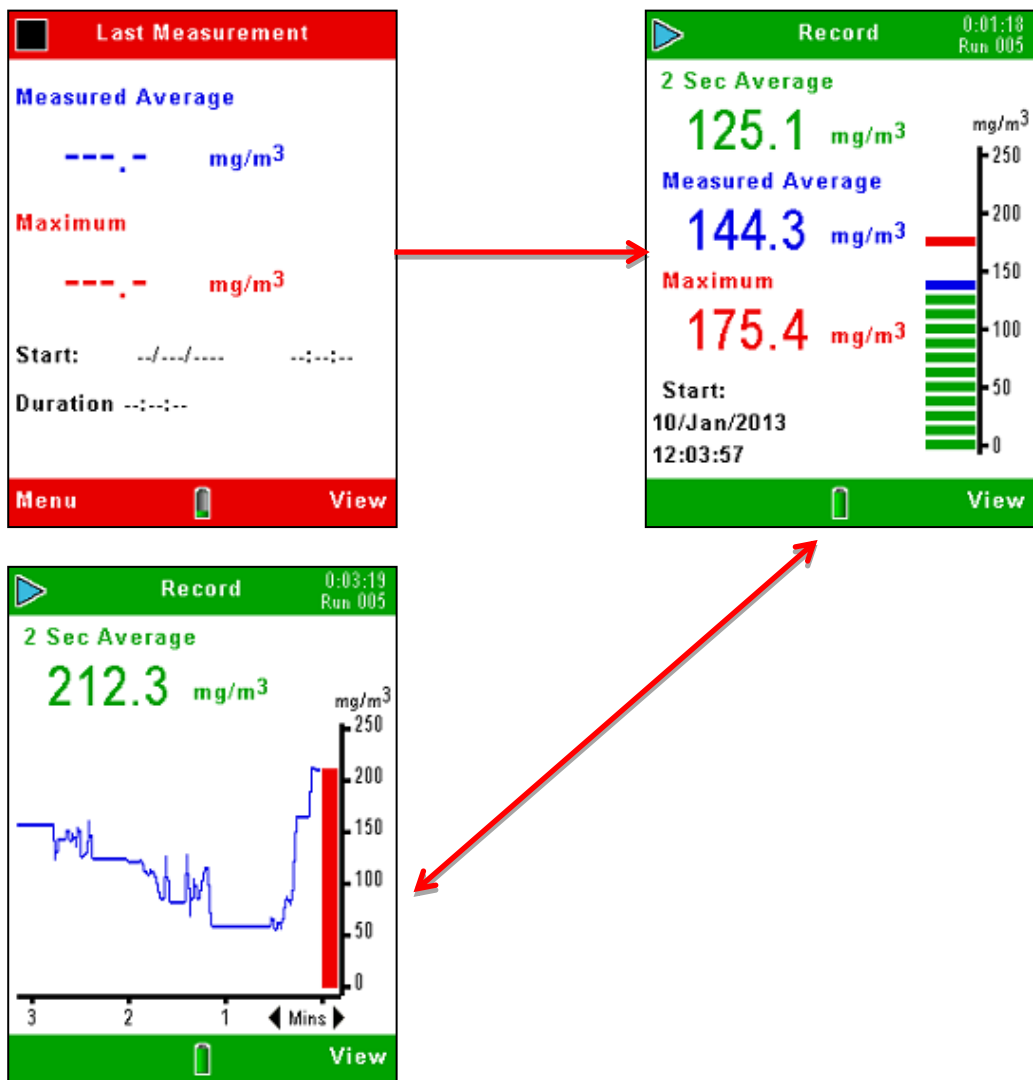 Last Measurement
Measured Average
---.- mg/m3
Maximum
---.- mg/m3
Start: --/---/---- --:--:--
Duration --:--:--
Menu View
Record 0:01:18
Run 005
2 Sec Average
125.1 mg/m3
Measured Average
144.3 mg/m3
Maximum
175.4 mg/m3
Start:
10/Jan/2013
12:03:57
mg/m3
250
200
150
100
50
0
View
Record 0:03:19
Run 005
2 Sec Average
212.3 mg/m3
mg/m3
250
200
150
100
50
0
3 2 1 Mins
View